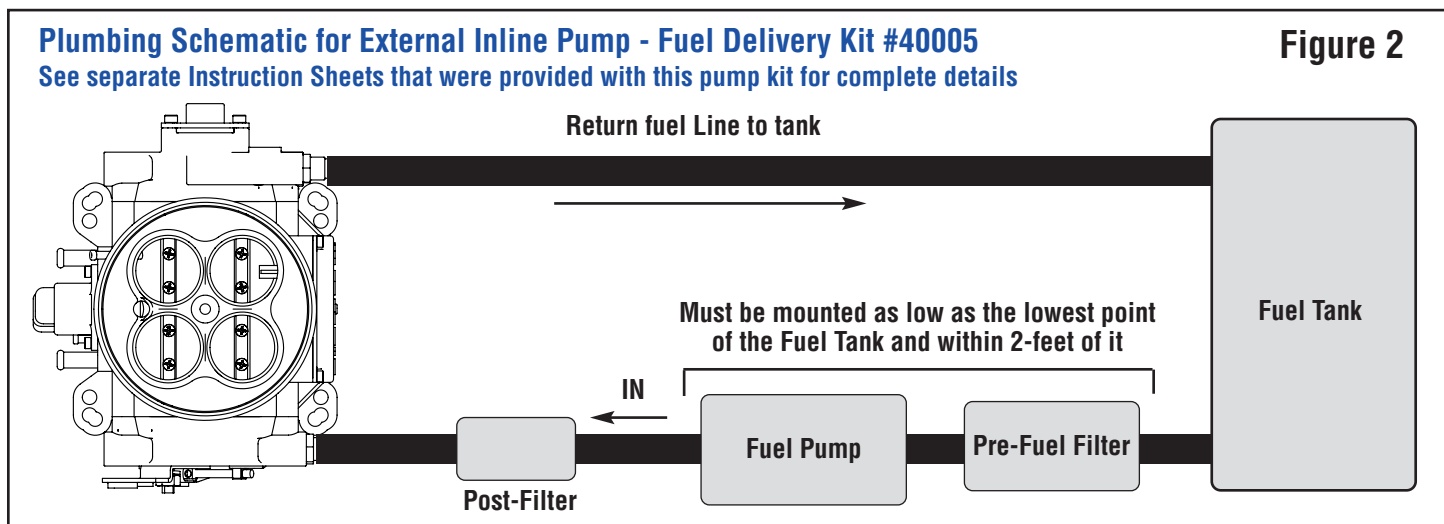 Plumbing Schematic for External Inline Pump - Fuel Delivery Kit #40005
Figure 2
See separate Instruction Sheets that were provided with this pump kit for complete details
Return fuel Line to tank
Must be mounted as low as the lowest point
of the Fuel Tank and within 2-feet of it
Fuel Tank
IN
Fuel Pump
Pre-Fuel Filter
Post-Filter